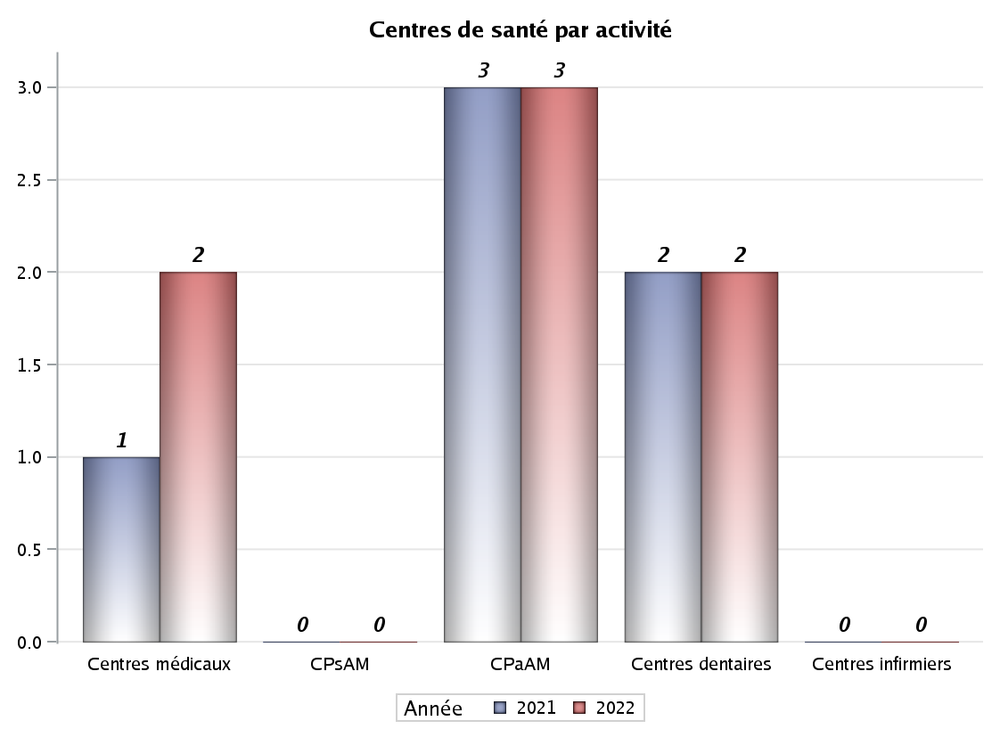 Centres de santé par activité
3 3
3.0
2.5
2 2 2
2.0
1.5
1
1.0
0.5
0 0 0 0
0.0
Centres médicaux CPsAM CPaAM Centres dentaires Centres infirmiers
Année 2021 2022